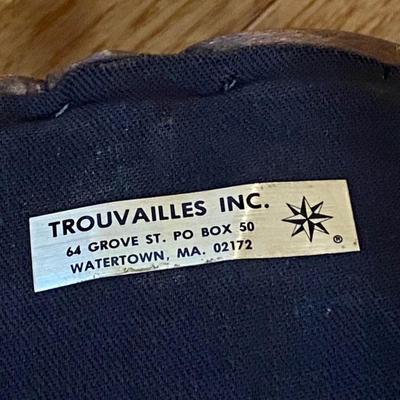 TROUVAILLES INC.
64 GROVE ST. PO BOX 50
WATERTOWN, MA. 02172
®